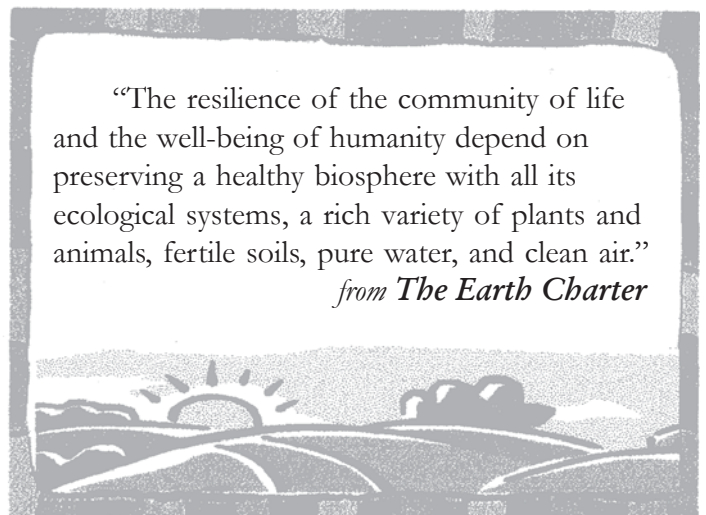 “The resilience of the community of life
and the well-being of humanity depend on
preserving a healthy biosphere with all its
ecological systems, a rich variety of plants and
animals, fertile soils, pure water, and clean air.”
from The Earth Charter